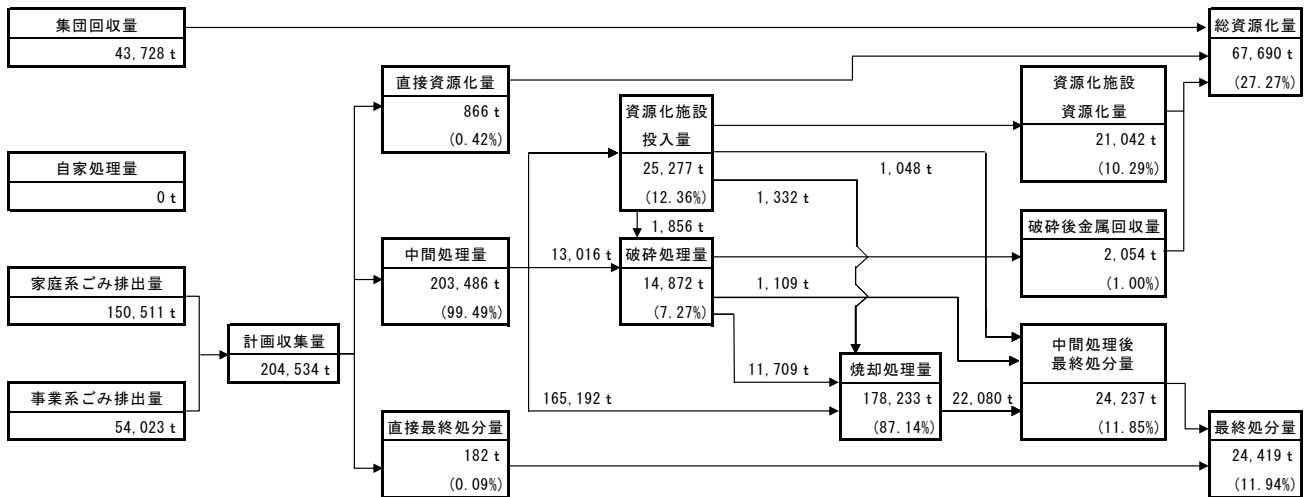 集団回収量
43,728 t
自家処理量
0 t
家庭系ごみ排出量
150,511 t
事業系ごみ排出量
54,023 t
計画収集量
204,534 t
直接資源化量
866 t
(0.42%)
中間処理量
203,486 t
(99.49%)
直接最終処分量
182 t
(0.09%)
資源化施設
投入量
25,277 t
(12.36%)
1,856 t
13,016 t
破砕処理量
14,872 t
(7.27%)
165,192 t
1,048 t
1,332 t
1,109 t
11,709 t
焼却処理量
178,233 t
(87.14%)
22,080 t
資源化施設
資源化量
21,042 t
(10.29%)
破砕後金属回収量
2,054 t
(1.00%)
中間処理後
最終処分量
24,237 t
(11.85%)
総資源化量
67,690 t
(27.27%)
最終処分量
24,419 t
(11.94%)